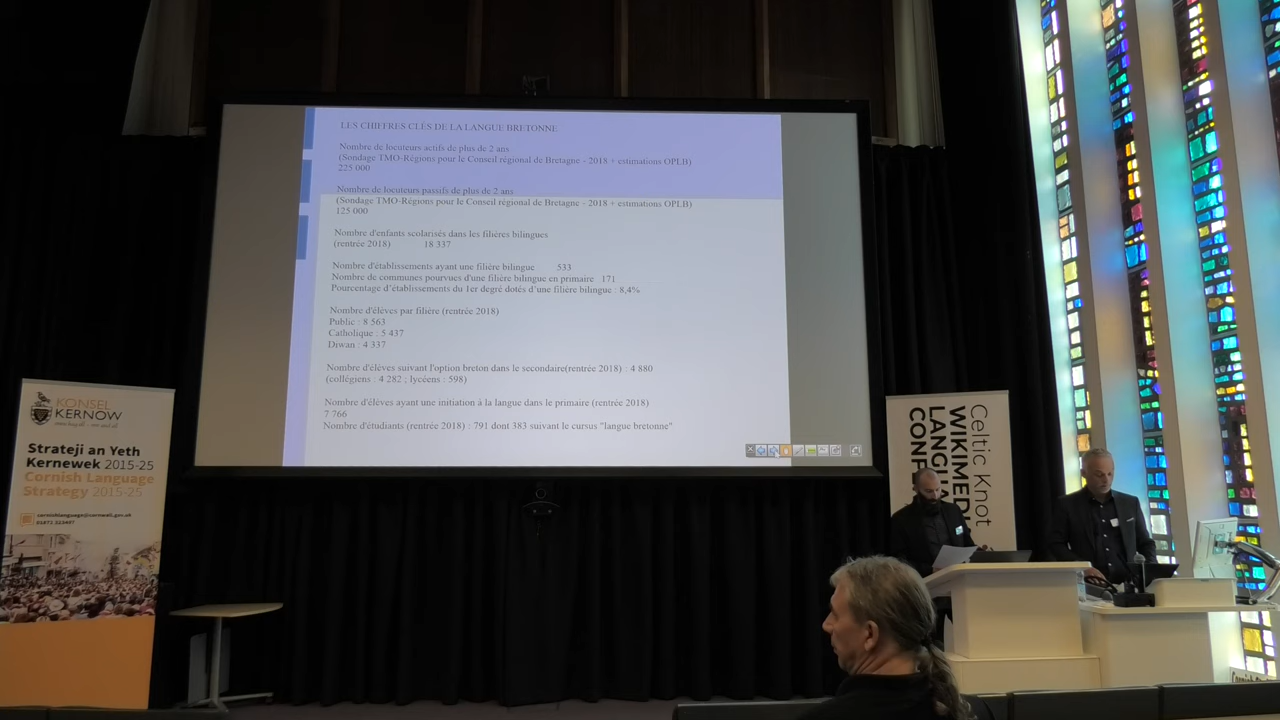 LES CHIFFRES CLÉS DE LA LANGUE BRETONNE
Nombre de locuteurs actifs de plus de 2 ans
(Sondage TMO-Régions pour le Conseil régional de Bretagne - 2018 + estimations OPLB)
225 000
Nombre de locuteurs passifs de plus de 2 ans
(Sondage TMO-Régions pour le Conseil régional de Bretagne - 2018 + estimations OPLB)
125 000
Nombre d'enfants scolarisés dans les filières bilingues
(rentrée 2018) 18 337
Nombre d'établissements ayant une filière bilingue 533
Nombre de communes pourvues d'une filière bilingue en primaire 171
Pourcentage d'établissements du 1er degré dotés d'une filière bilingue : 8,4%
Nombre d'élèves par filière (rentrée 2018)
Public : 8 563
Catholique : 5 437
Diwan : 4 337
Nombre d'élèves suivant l'option breton dans le secondaire(rentrée 2018) : 4 880
(collégiens : 4 282 ; lycéens : 598)
Nombre d'élèves ayant une initiation à la langue dans le primaire (rentrée 2018)
7 766
Nombre d'étudiants (rentrée 2018) : 791 dont 383 suivant le cursus "langue bretonne"
KONSEL
KERNOW
Strateji an Yeth
Kernewek 2015-25
Cornish Language
Strategy 2015-25
cornishlanguage@cornwall.gov.uk
Celtic Knot
WIKIMEDI
LANGUA
CONF